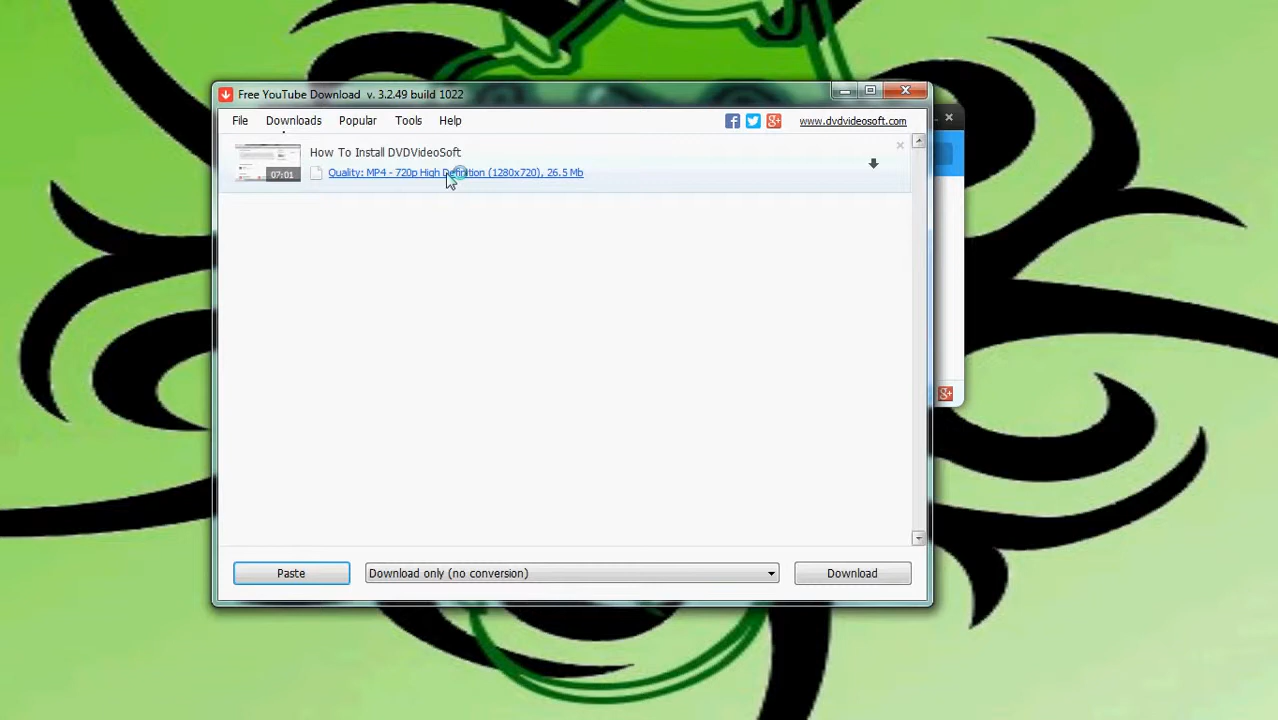 Free YouTube Download v. 3.2.49 build 1022
File Downloads Popular Tools Help www.dvdvideosoft.com
How To Install DVDVideoSoft
07:01
Quality: MP4 - 720p High Definition (1280x720), 26.5 Mb
Paste Download only (no conversion) Download